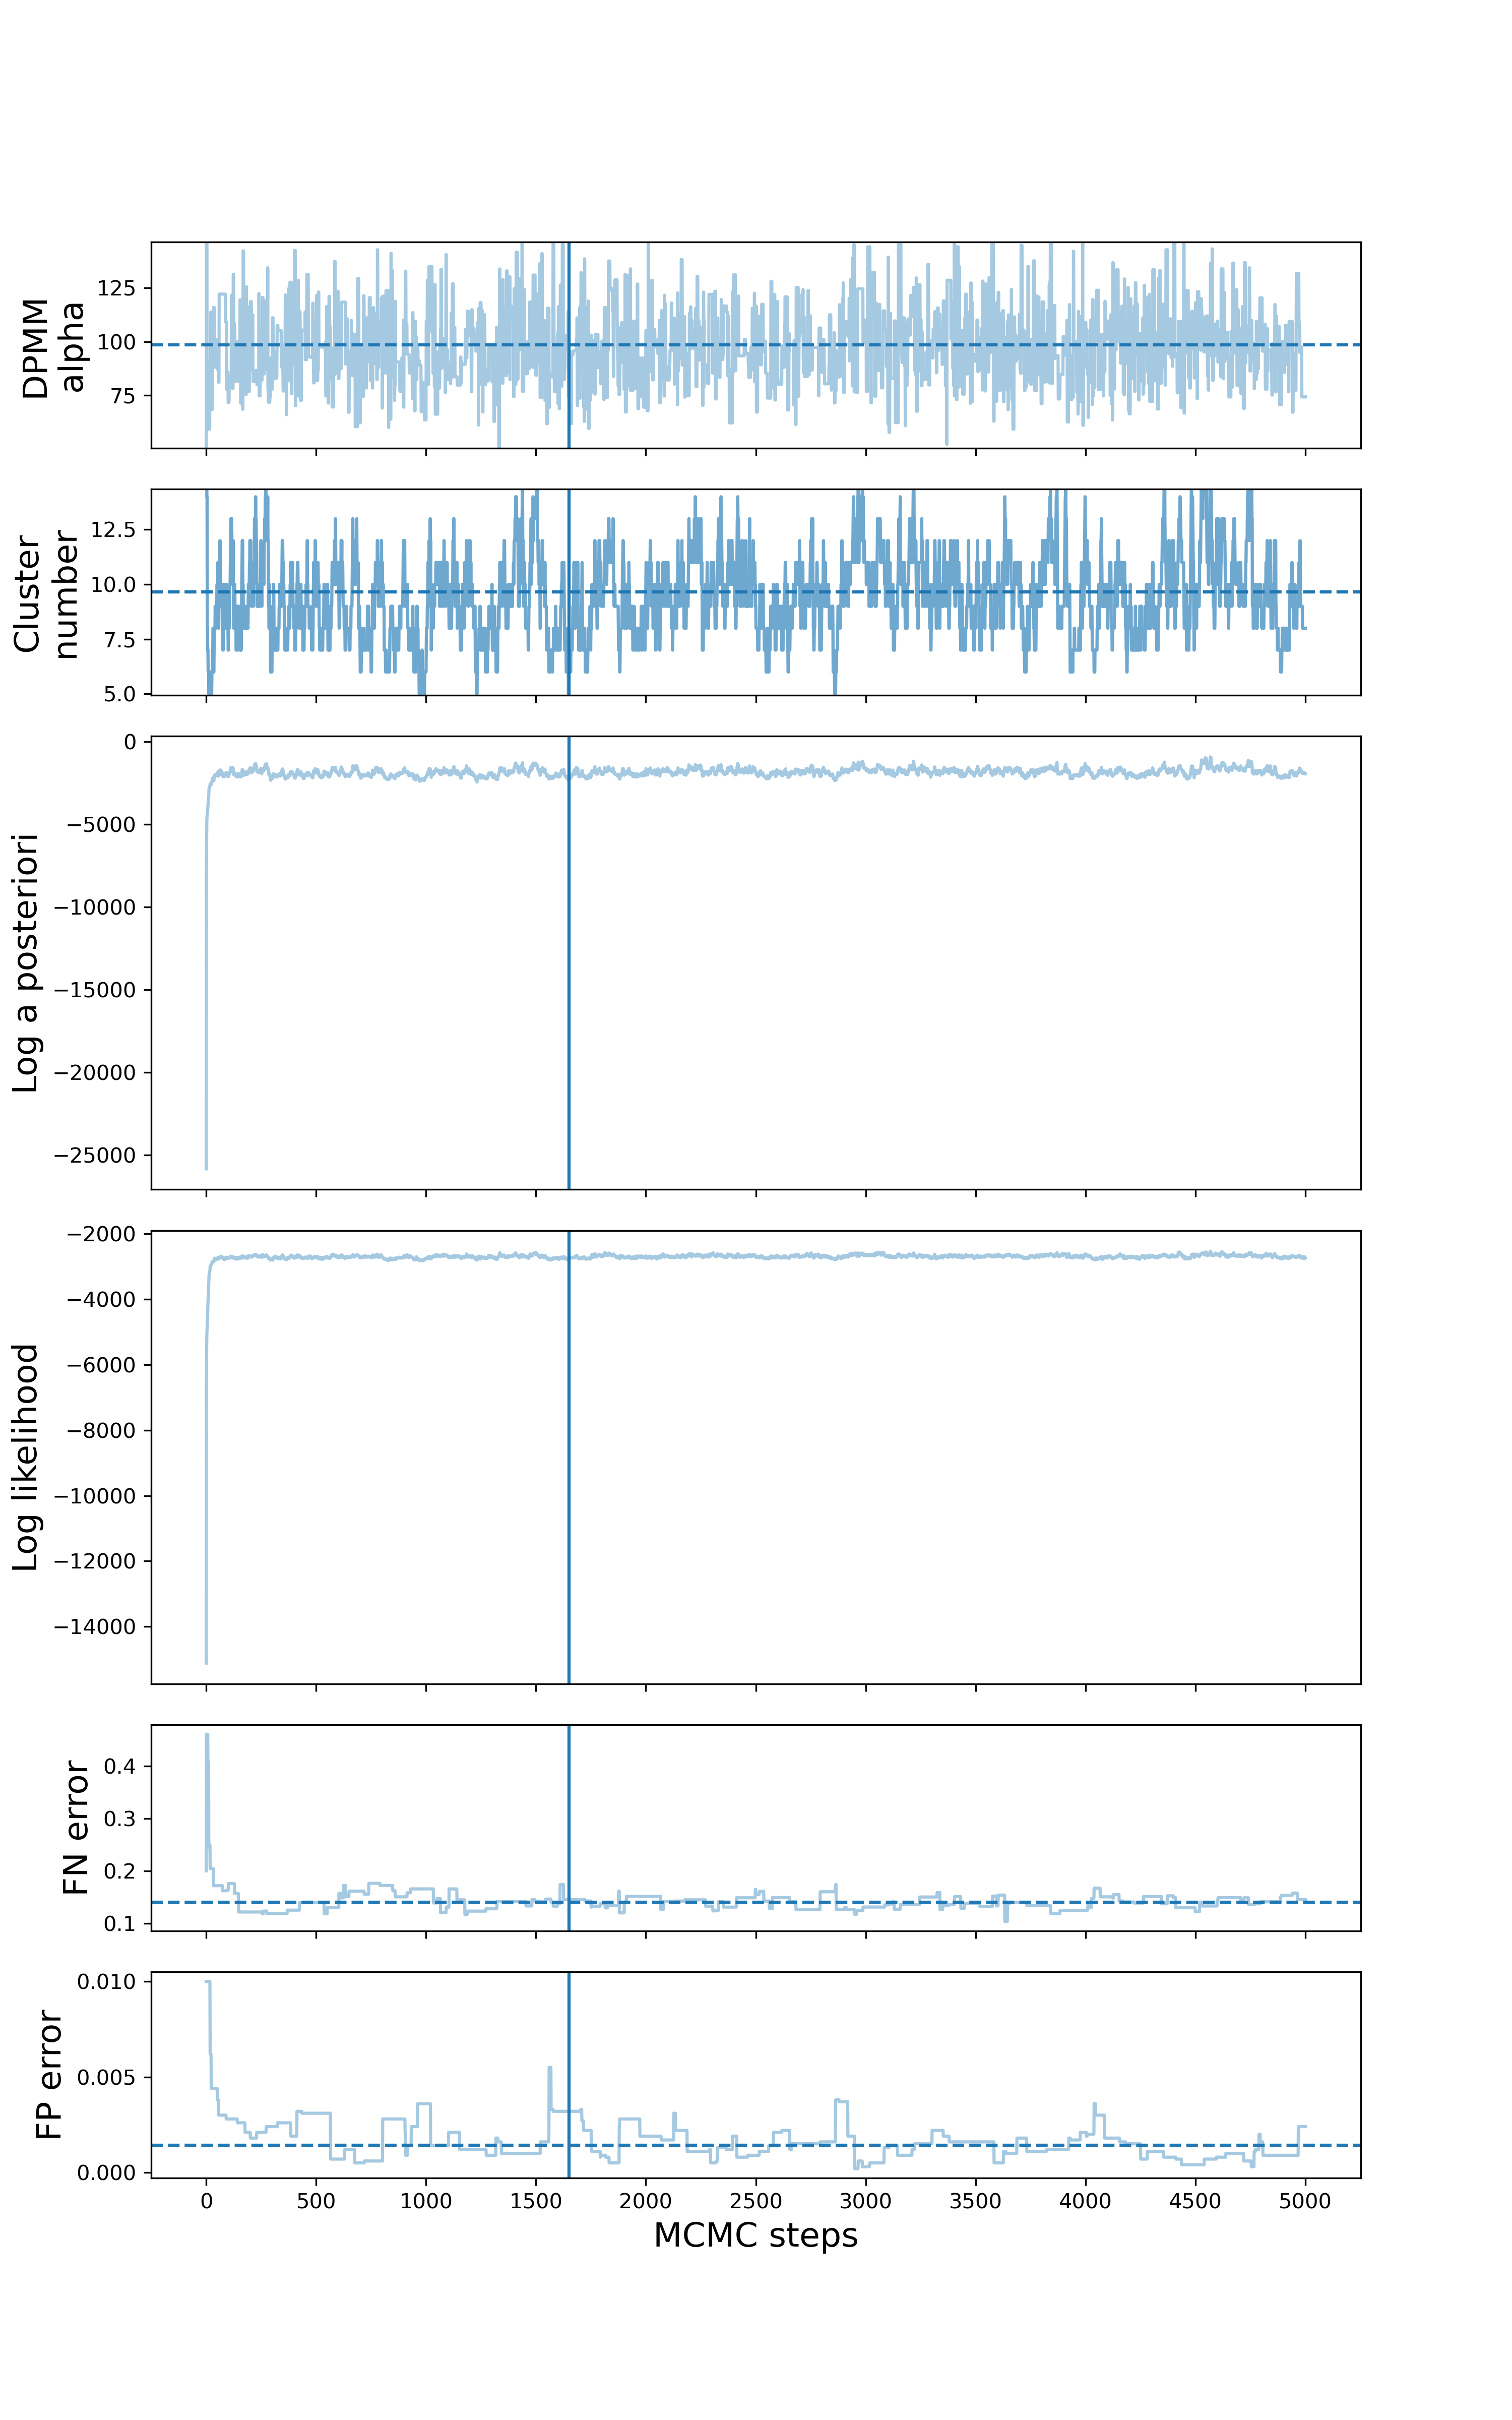 DPMM
alpha
125
100
75
Cluster
number
12.5
10.0
7.5
5.0
Log a posteriori
0
−5000
−10000
−15000
−20000
−25000
Log likelihood
−2000
−4000
−6000
−8000
−10000
−12000
−14000
FN error
0.4
0.3
0.2
0.1
FP error
0.010
0.005
0.000
0 500 1000 1500 2000 2500 3000 3500 4000 4500 5000
MCMC steps